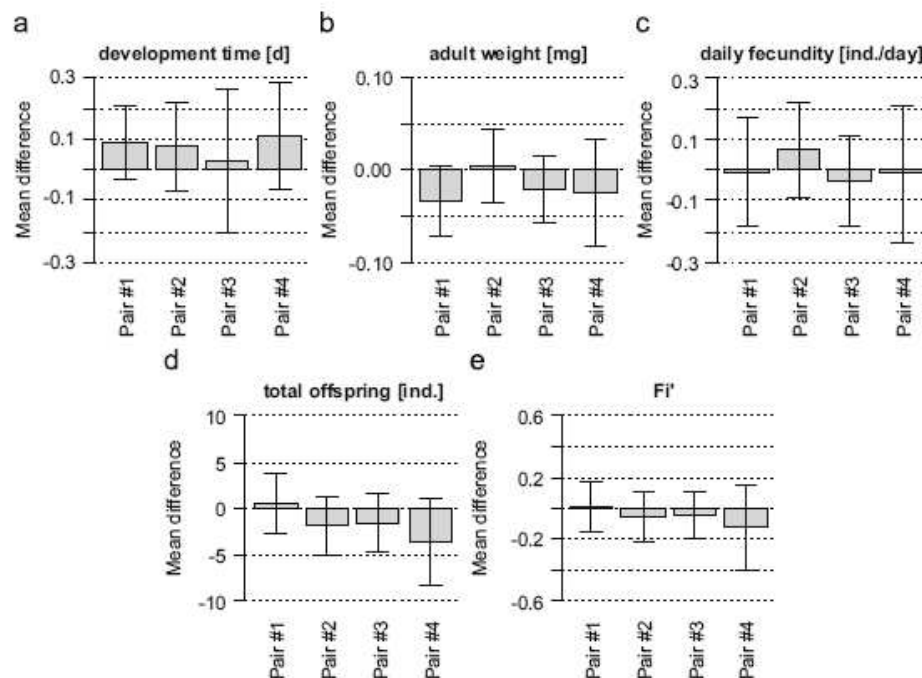 a
development time [d]
Mean difference
0.3
0.1
-0.1
-0.3
Pair #1
Pair #2
Pair #3
Pair #4
b
adult weight [mg]
Mean difference
0.10
0.00
-0.10
Pair #1
Pair #2
Pair #3
Pair #4
c
daily fecundity [ind./day]
Mean difference
0.3
0.1
-0.1
-0.3
Pair #1
Pair #2
Pair #3
Pair #4
d
total offspring [ind.]
Mean difference
10
5
0
-5
-10
Pair #1
Pair #2
Pair #3
Pair #4
e
Fi'
Mean difference
0.6
0.2
-0.2
-0.6
Pair #1
Pair #2
Pair #3
Pair #4